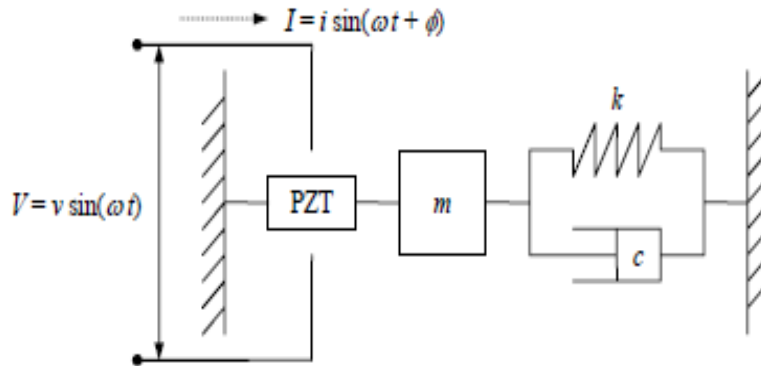 I = i sin(ωt + ϕ)
k
V = v sin(ωt)
PZT
m
c